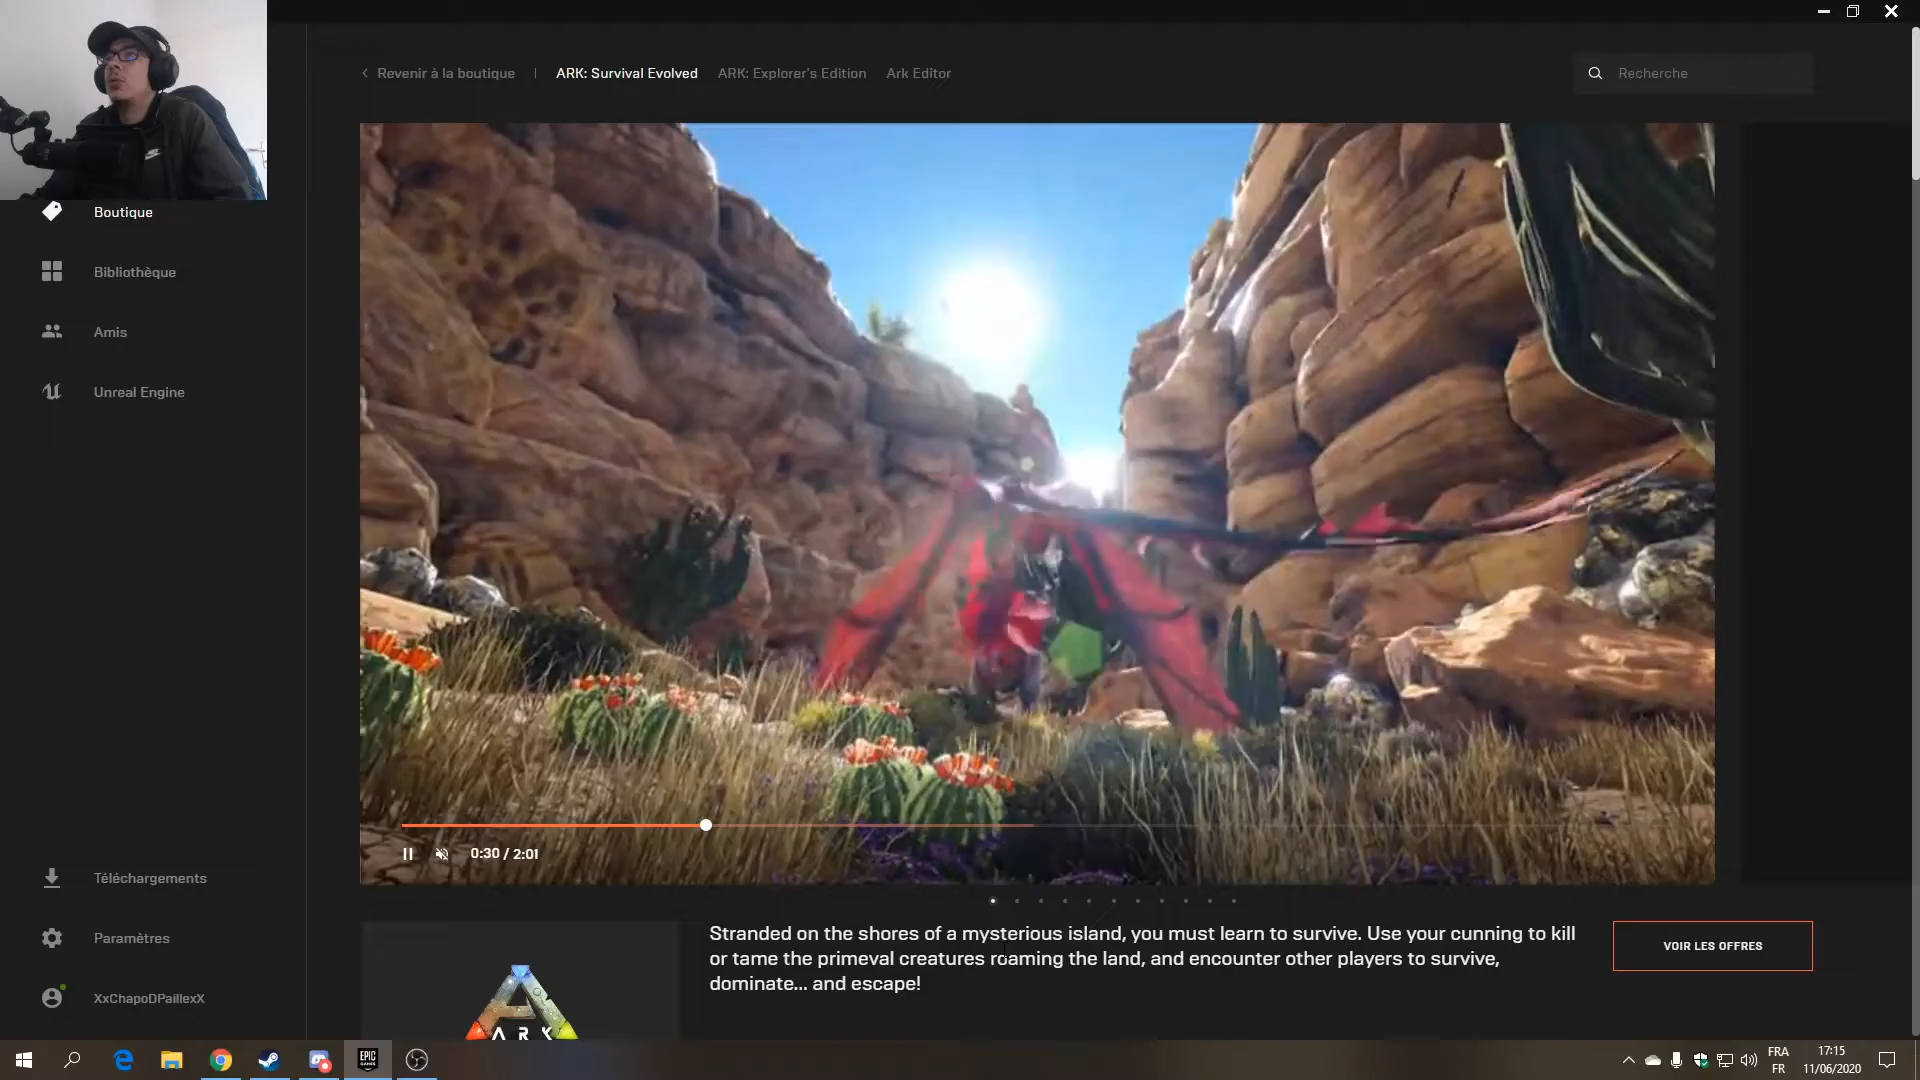 Revenir à la boutique | ARK: Survival Evolved ARK: Explorer's Edition Ark Editor
Recherche
Boutique
Bibliothèque
Amis
Unreal Engine
0:30 / 2:01
Téléchargements
Paramètres
XxChapoDPaillexX
Stranded on the shores of a mysterious island, you must learn to survive. Use your cunning to kill
or tame the primeval creatures roaming the land, and encounter other players to survive,
dominate... and escape!
VOIR LES OFFRES
ARK
EPIC
GAMES
FRA
FR
17:15
11/06/2020